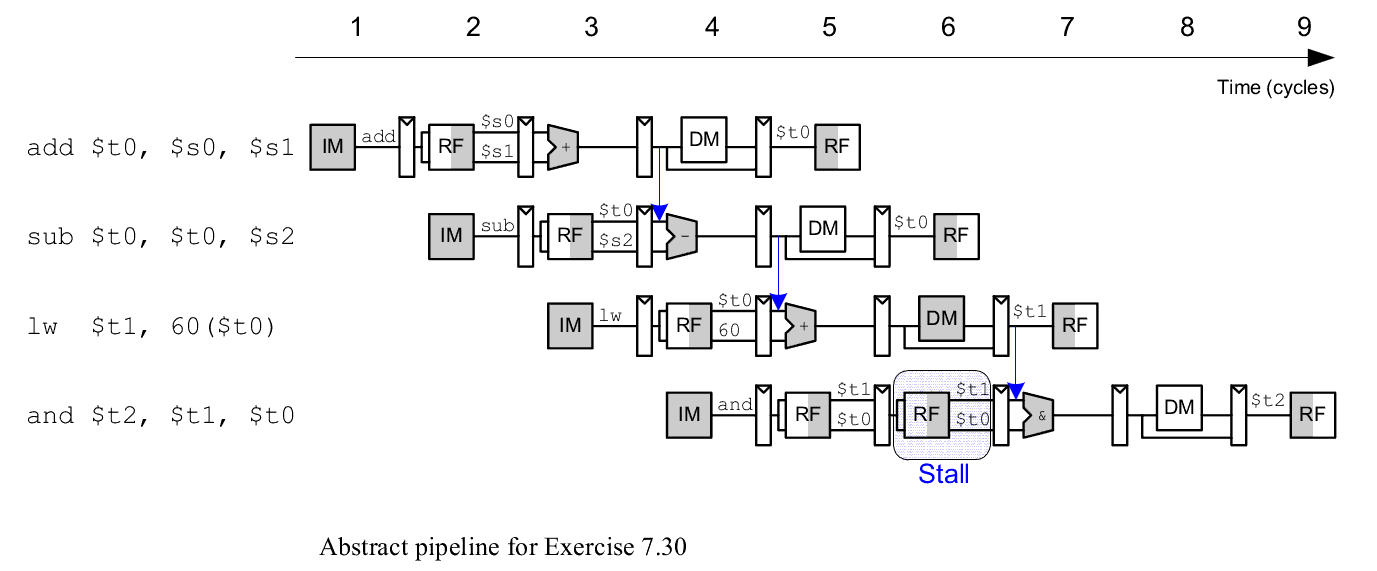 1 2 3 4 5 6 7 8 9
Time (cycles)
add $t0, $s0, $s1 IM add RF $s0 $s1 + DM $t0 RF
sub $t0, $t0, $s2 IM sub RF $t0 $s2 - DM $t0 RF
lw $t1, 60($t0) IM lw RF $t0 60 + DM $t1 RF
and $t2, $t1, $t0 IM and RF $t1 $t0 RF $t1 $t0 & DM $t2 RF
Stall
Abstract pipeline for Exercise 7.30